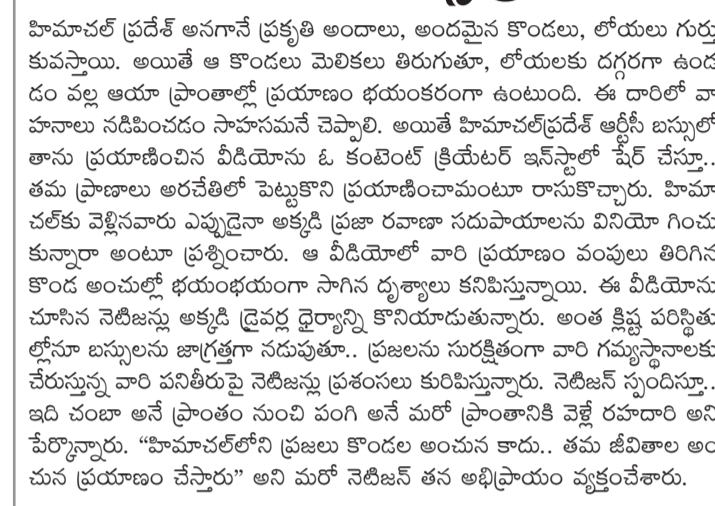 హిమాచల్ ప్రదేశ్ అనగానే ప్రకృతి అందాలు, అందమైన కొండలు, లోయలు గుర్తు
కువస్తాయి. అయితే ఆ కొండలు మెలికలు తిరుగుతూ, లోయలకు దగ్గరగా ఉండ
డం వల్ల ఆయా ప్రాంతాల్లో ప్రయాణం భయంకరంగా ఉంటుంది. ఈ దారిలో వా
హనాలు నడిపించడం సాహసమనే చెప్పాలి. అయితే హిమాచల్‌ప్రదేశ్ ఆర్టీసీ బస్సులో
తాను ప్రయాణించిన వీడియోను ఓ కంటెంట్ క్రియేటర్ ఇన్‌స్టాలో షేర్ చేస్తూ..
తమ ప్రాణాలు అరచేతిలో పెట్టుకొని ప్రయాణించామంటూ రాసుకొచ్చారు. హిమా
చల్‌కు వెళ్లినవారు ఎప్పుడైనా అక్కడి ప్రజా రవాణా సదుపాయాలను వినియో గించు
కున్నారా అంటూ ప్రశ్నించారు. ఆ వీడియోలో వారి ప్రయాణం వంపులు తిరిగిన
కొండ అంచుల్లో భయంభయంగా సాగిన దృశ్యాలు కనిపిస్తున్నాయి. ఈ వీడియోను
చూసిన నెటిజన్లు అక్కడి డ్రైవర్ల ధైర్యాన్ని కొనియాడుతున్నారు. అంత క్లిష్ట పరిస్థితు
ల్లోనూ బస్సులను జాగ్రత్తగా నడుపుతూ.. ప్రజలను సురక్షితంగా వారి గమ్యస్థానాలకు
చేరుస్తున్న వారి పనితీరుపై నెటిజన్లు ప్రశంసలు కురిపిస్తున్నారు. నెటిజన్ స్పందిస్తూ..
ఇది చంబా అనే ప్రాంతం నుంచి పంగి అనే మరో ప్రాంతానికి వెళ్లే రహదారి అని
పేర్కొన్నారు. “హిమాచల్‌లోని ప్రజలు కొండల అంచున కాదు.. తమ జీవితాల అం
చున ప్రయాణం చేస్తారు” అని మరో నెటిజన్ తన అభిప్రాయం వ్యక్తంచేశారు.